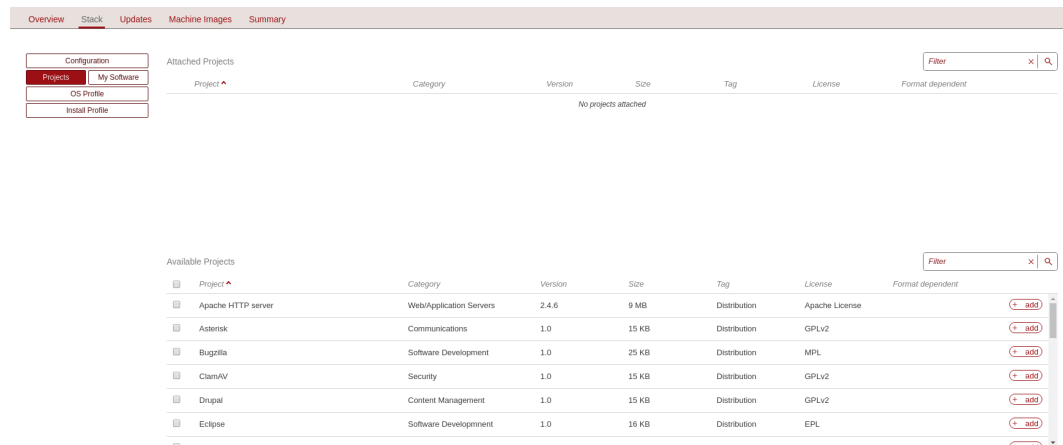 Overview Stack Updates Machine Images Summary
Configuration
Projects My Software
OS Profile
Install Profile
Attached Projects Filter
Project Category Version Size Tag License Format dependent
No projects attached
Available Projects Filter
Project Category Version Size Tag License Format dependent
Apache HTTP server Web/Application Servers 2.4.6 9 MB Distribution Apache License + add
Asterisk Communications 1.0 15 KB Distribution GPLv2 + add
Bugzilla Software Development 1.0 25 KB Distribution MPL + add
ClamAV Security 1.0 15 KB Distribution GPLv2 + add
Drupal Content Management 1.0 15 KB Distribution GPLv2 + add
Eclipse Software Developmnent 1.0 16 KB Distribution EPL + add